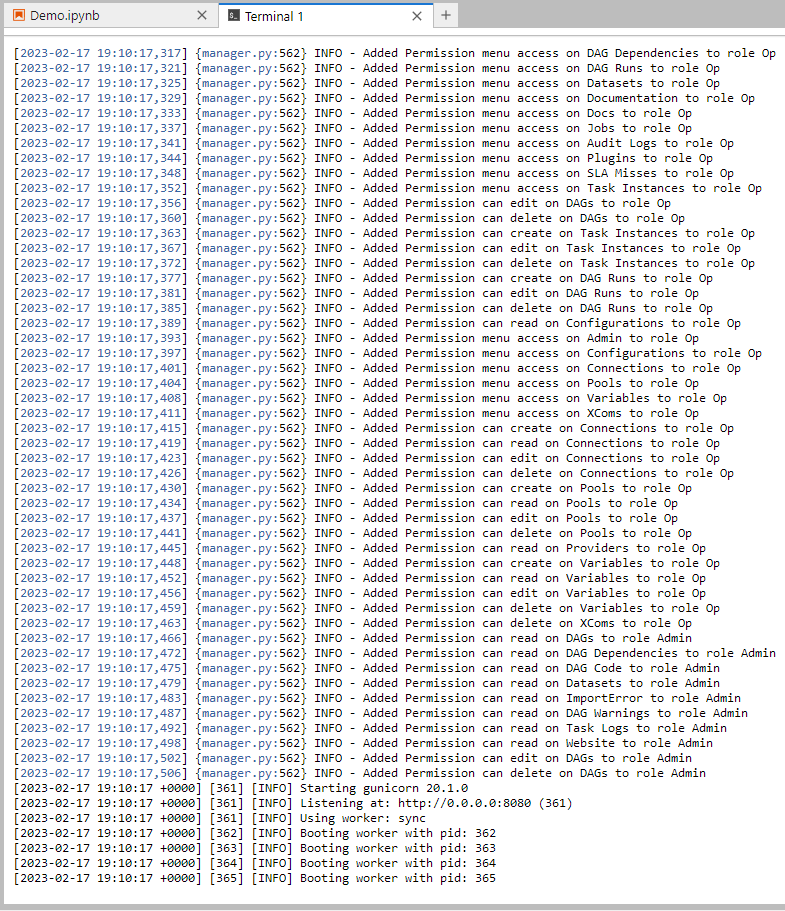 Demo.ipynb
Terminal 1
[2023-02-17 19:10:17,317] {manager.py:562} INFO - Added Permission menu access on DAG Dependencies to role Op
[2023-02-17 19:10:17,321] {manager.py:562} INFO - Added Permission menu access on DAG Runs to role Op
[2023-02-17 19:10:17,325] {manager.py:562} INFO - Added Permission menu access on Datasets to role Op
[2023-02-17 19:10:17,329] {manager.py:562} INFO - Added Permission menu access on Documentation to role Op
[2023-02-17 19:10:17,333] {manager.py:562} INFO - Added Permission menu access on Docs to role Op
[2023-02-17 19:10:17,337] {manager.py:562} INFO - Added Permission menu access on Jobs to role Op
[2023-02-17 19:10:17,341] {manager.py:562} INFO - Added Permission menu access on Audit Logs to role Op
[2023-02-17 19:10:17,344] {manager.py:562} INFO - Added Permission menu access on Plugins to role Op
[2023-02-17 19:10:17,348] {manager.py:562} INFO - Added Permission menu access on SLA Misses to role Op
[2023-02-17 19:10:17,352] {manager.py:562} INFO - Added Permission menu access on Task Instances to role Op
[2023-02-17 19:10:17,356] {manager.py:562} INFO - Added Permission can edit on DAGs to role Op
[2023-02-17 19:10:17,360] {manager.py:562} INFO - Added Permission can delete on DAGs to role Op
[2023-02-17 19:10:17,363] {manager.py:562} INFO - Added Permission can create on Task Instances to role Op
[2023-02-17 19:10:17,367] {manager.py:562} INFO - Added Permission can edit on Task Instances to role Op
[2023-02-17 19:10:17,372] {manager.py:562} INFO - Added Permission can delete on Task Instances to role Op
[2023-02-17 19:10:17,377] {manager.py:562} INFO - Added Permission can create on DAG Runs to role Op
[2023-02-17 19:10:17,381] {manager.py:562} INFO - Added Permission can edit on DAG Runs to role Op
[2023-02-17 19:10:17,385] {manager.py:562} INFO - Added Permission can delete on DAG Runs to role Op
[2023-02-17 19:10:17,389] {manager.py:562} INFO - Added Permission can read on Configurations to role Op
[2023-02-17 19:10:17,393] {manager.py:562} INFO - Added Permission menu access on Admin to role Op
[2023-02-17 19:10:17,397] {manager.py:562} INFO - Added Permission menu access on Configurations to role Op
[2023-02-17 19:10:17,401] {manager.py:562} INFO - Added Permission menu access on Connections to role Op
[2023-02-17 19:10:17,404] {manager.py:562} INFO - Added Permission menu access on Pools to role Op
[2023-02-17 19:10:17,408] {manager.py:562} INFO - Added Permission menu access on Variables to role Op
[2023-02-17 19:10:17,411] {manager.py:562} INFO - Added Permission menu access on XComs to role Op
[2023-02-17 19:10:17,415] {manager.py:562} INFO - Added Permission can create on Connections to role Op
[2023-02-17 19:10:17,419] {manager.py:562} INFO - Added Permission can read on Connections to role Op
[2023-02-17 19:10:17,423] {manager.py:562} INFO - Added Permission can edit on Connections to role Op
[2023-02-17 19:10:17,426] {manager.py:562} INFO - Added Permission can delete on Connections to role Op
[2023-02-17 19:10:17,430] {manager.py:562} INFO - Added Permission can create on Pools to role Op
[2023-02-17 19:10:17,434] {manager.py:562} INFO - Added Permission can read on Pools to role Op
[2023-02-17 19:10:17,437] {manager.py:562} INFO - Added Permission can edit on Pools to role Op
[2023-02-17 19:10:17,441] {manager.py:562} INFO - Added Permission can delete on Pools to role Op
[2023-02-17 19:10:17,445] {manager.py:562} INFO - Added Permission can read on Providers to role Op
[2023-02-17 19:10:17,448] {manager.py:562} INFO - Added Permission can create on Variables to role Op
[2023-02-17 19:10:17,452] {manager.py:562} INFO - Added Permission can read on Variables to role Op
[2023-02-17 19:10:17,456] {manager.py:562} INFO - Added Permission can edit on Variables to role Op
[2023-02-17 19:10:17,459] {manager.py:562} INFO - Added Permission can delete on Variables to role Op
[2023-02-17 19:10:17,463] {manager.py:562} INFO - Added Permission can delete on XComs to role Op
[2023-02-17 19:10:17,466] {manager.py:562} INFO - Added Permission can read on DAGs to role Admin
[2023-02-17 19:10:17,472] {manager.py:562} INFO - Added Permission can read on DAG Dependencies to role Admin
[2023-02-17 19:10:17,475] {manager.py:562} INFO - Added Permission can read on DAG Code to role Admin
[2023-02-17 19:10:17,479] {manager.py:562} INFO - Added Permission can read on Datasets to role Admin
[2023-02-17 19:10:17,483] {manager.py:562} INFO - Added Permission can read on ImportError to role Admin
[2023-02-17 19:10:17,487] {manager.py:562} INFO - Added Permission can read on DAG Warnings to role Admin
[2023-02-17 19:10:17,492] {manager.py:562} INFO - Added Permission can read on Task Logs to role Admin
[2023-02-17 19:10:17,498] {manager.py:562} INFO - Added Permission can read on Website to role Admin
[2023-02-17 19:10:17,502] {manager.py:562} INFO - Added Permission can edit on DAGs to role Admin
[2023-02-17 19:10:17,506] {manager.py:562} INFO - Added Permission can delete on DAGs to role Admin
[2023-02-17 19:10:17 +0000] [361] [INFO] Starting gunicorn 20.1.0
[2023-02-17 19:10:17 +0000] [361] [INFO] Listening at: http://0.0.0.0:8080 (361)
[2023-02-17 19:10:17 +0000] [361] [INFO] Using worker: sync
[2023-02-17 19:10:17 +0000] [362] [INFO] Booting worker with pid: 362
[2023-02-17 19:10:17 +0000] [363] [INFO] Booting worker with pid: 363
[2023-02-17 19:10:17 +0000] [364] [INFO] Booting worker with pid: 364
[2023-02-17 19:10:17 +0000] [365] [INFO] Booting worker with pid: 365